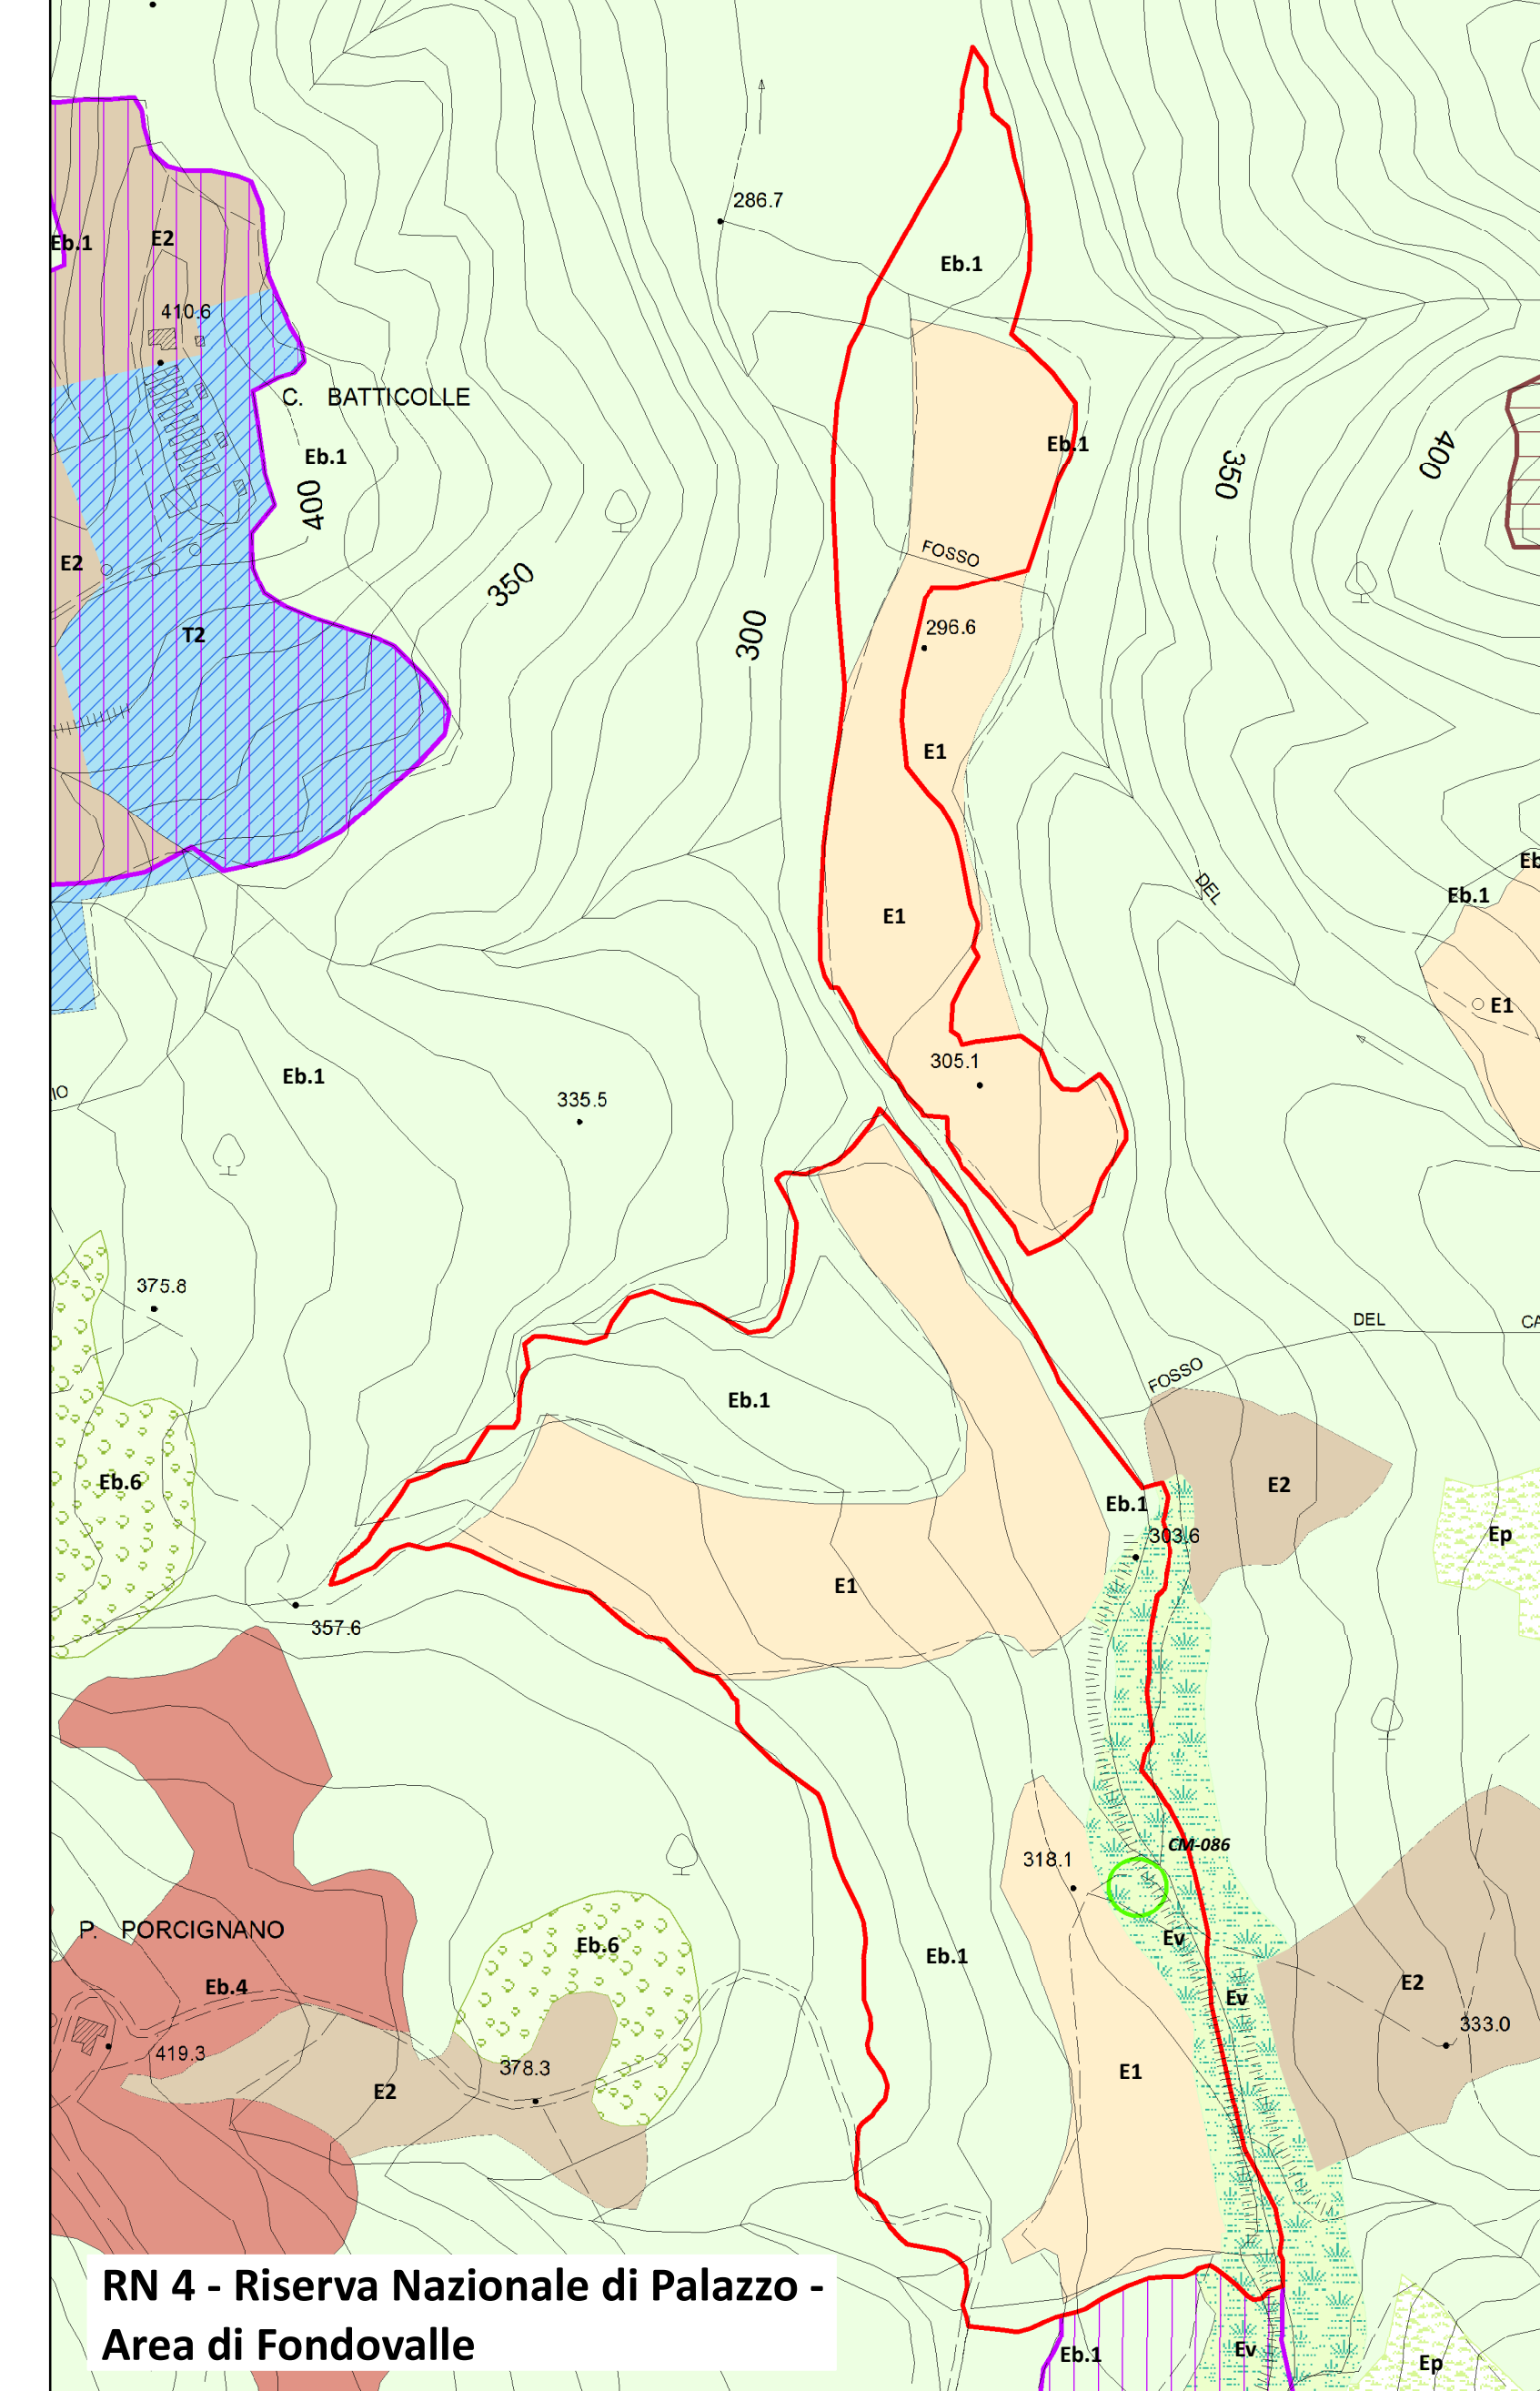 286.7
Eb.1
E2
Eb.1
410.6
C. BATTICOLLE
Eb.1
Eb.1
400
350
400
FOSSO
E2
350
300
296.6
T2
E1
Eb.1
DEL
E1
E1
305.1
Eb.1
335.5
375.8
DEL
FOSSO
Eb.1
Eb.6
E2
Eb.1
303.6
Ep
E1
357.6
CM-086
318.1
P. PORCIGNANO
Eb.6
Ev
Eb.1
Eb.4
E2
Ev
333.0
419.3
378.3
E1
E2
RN 4 - Riserva Nazionale di Palazzo -
Area di Fondovalle
Ev
Eb.1
Ep